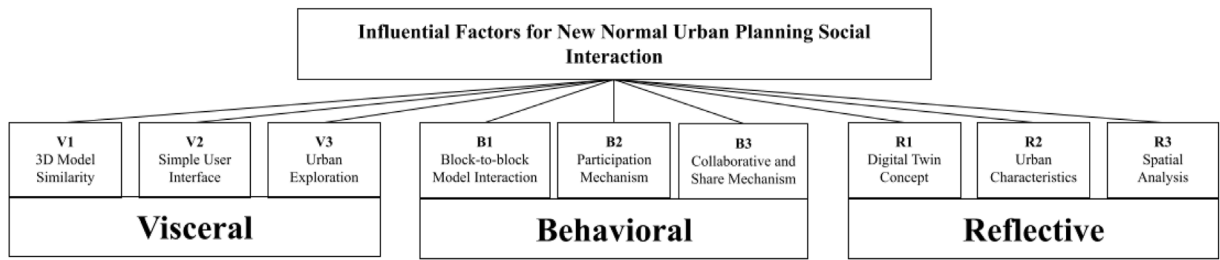 Influential Factors for New Normal Urban Planning Social
Interaction
V1
3D Model
Similarity
V2
Simple User
Interface
V3
Urban
Exploration
B1
Block-to-block
Model Interaction
B2
Participation
Mechanism
B3
Collaborative and
Share Mechanism
R1
Digital Twin
Concept
R2
Urban
Characteristics
R3
Spatial
Analysis
Visceral
Behavioral
Reflective